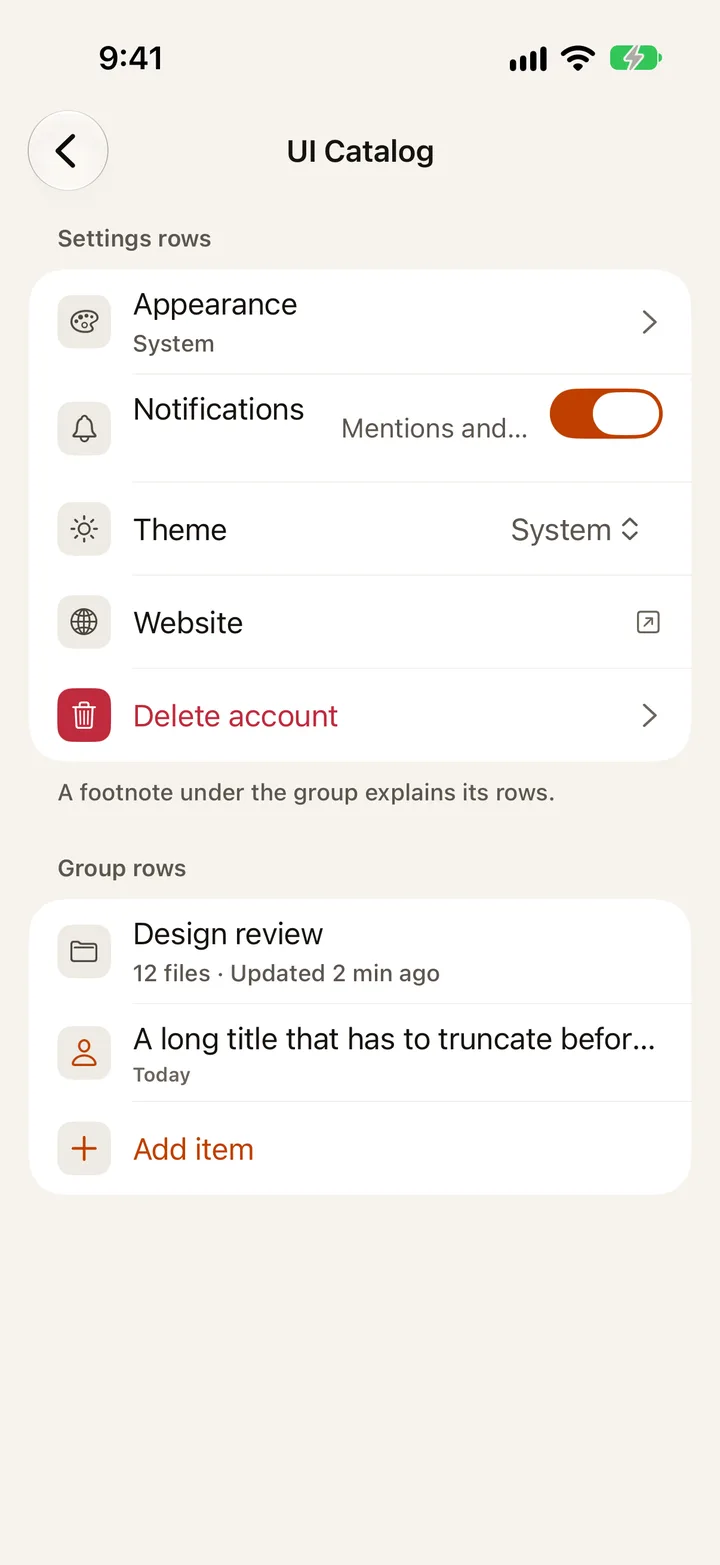 9:41
UI Catalog
Settings rows
Appearance
System
Notifications
Mentions and...
Theme
System
Website
Delete account
A footnote under the group explains its rows.
Group rows
Design review
12 files · Updated 2 min ago
A long title that has to truncate befor...
Today
Add item